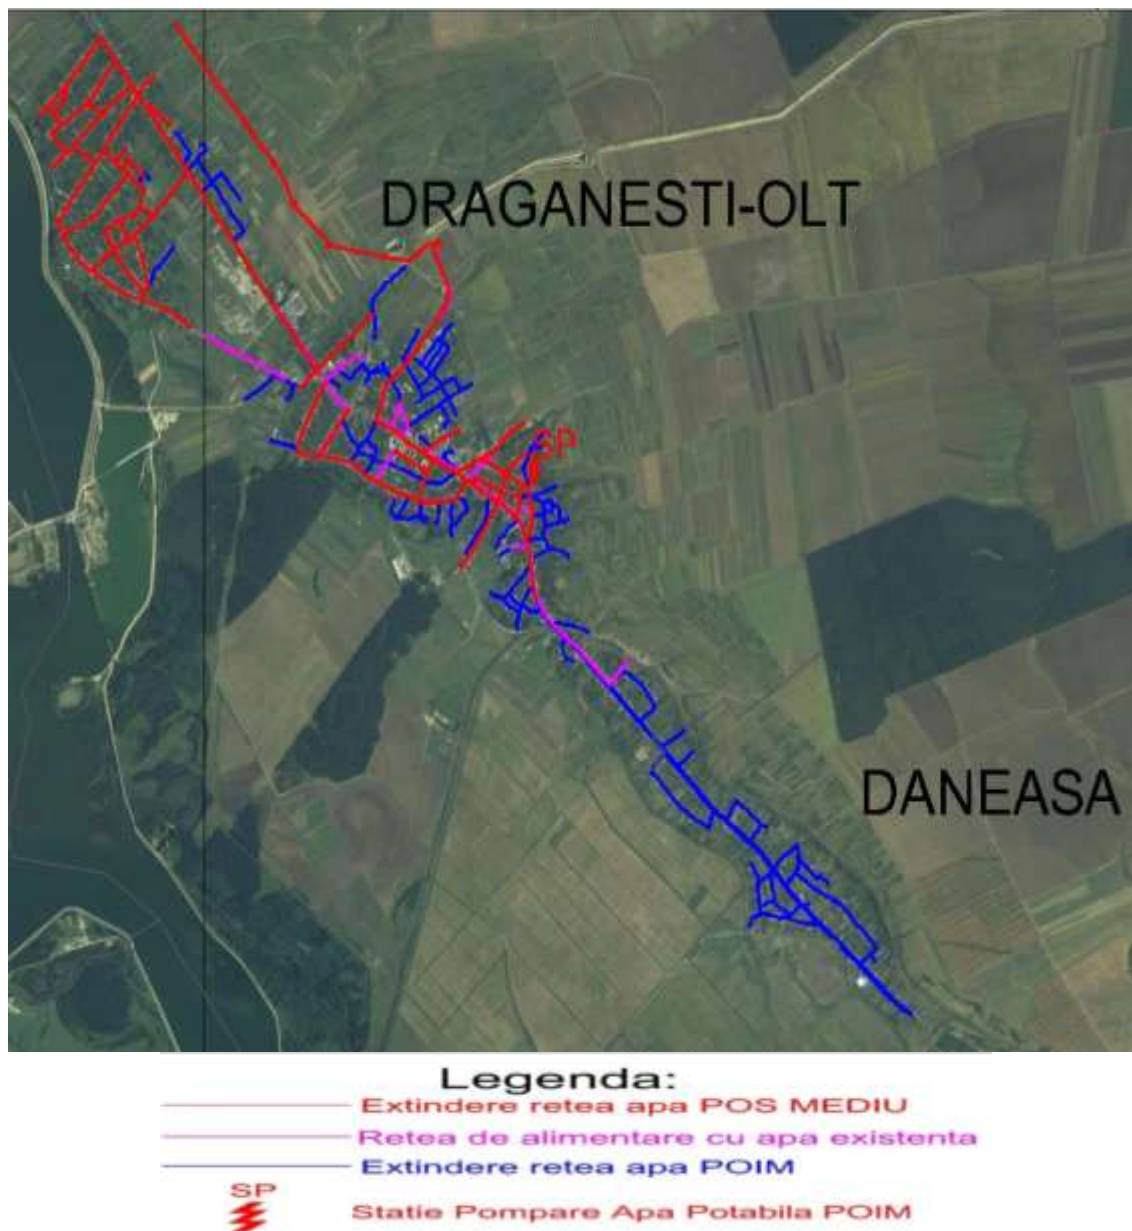 DRAGANESTI-OLT
SP
DANEASA
Legenda:
Extindere retea apa POS MEDIU
Retea de alimentare cu apa existenta
Extindere retea apa POIM
SP
Statie Pompare Apa Potabila POIM